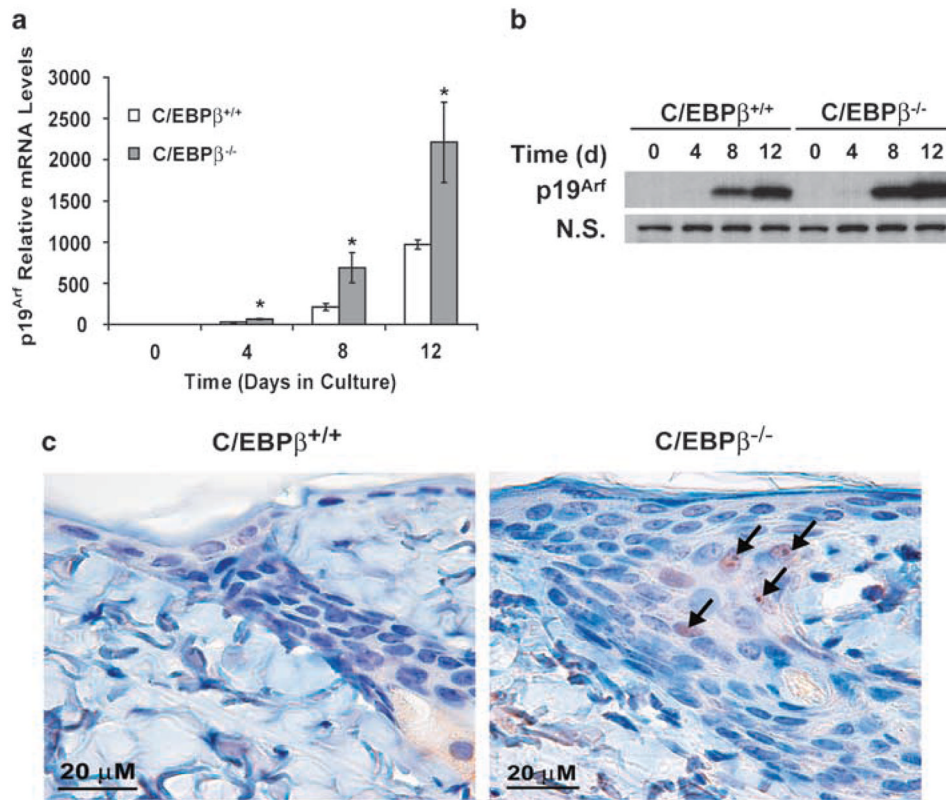 a
p19Arf Relative mRNA Levels
3000
2500
2000
1500
1000
500
0
C/EBPβ+/+
C/EBPβ-/-
*
*
*
0 4 8 12
Time (Days in Culture)
b
C/EBPβ+/+ C/EBPβ-/-
Time (d) 0 4 8 12 0 4 8 12
p19Arf
N.S.
c
C/EBPβ+/+ C/EBPβ-/-
20 μM
20 μM